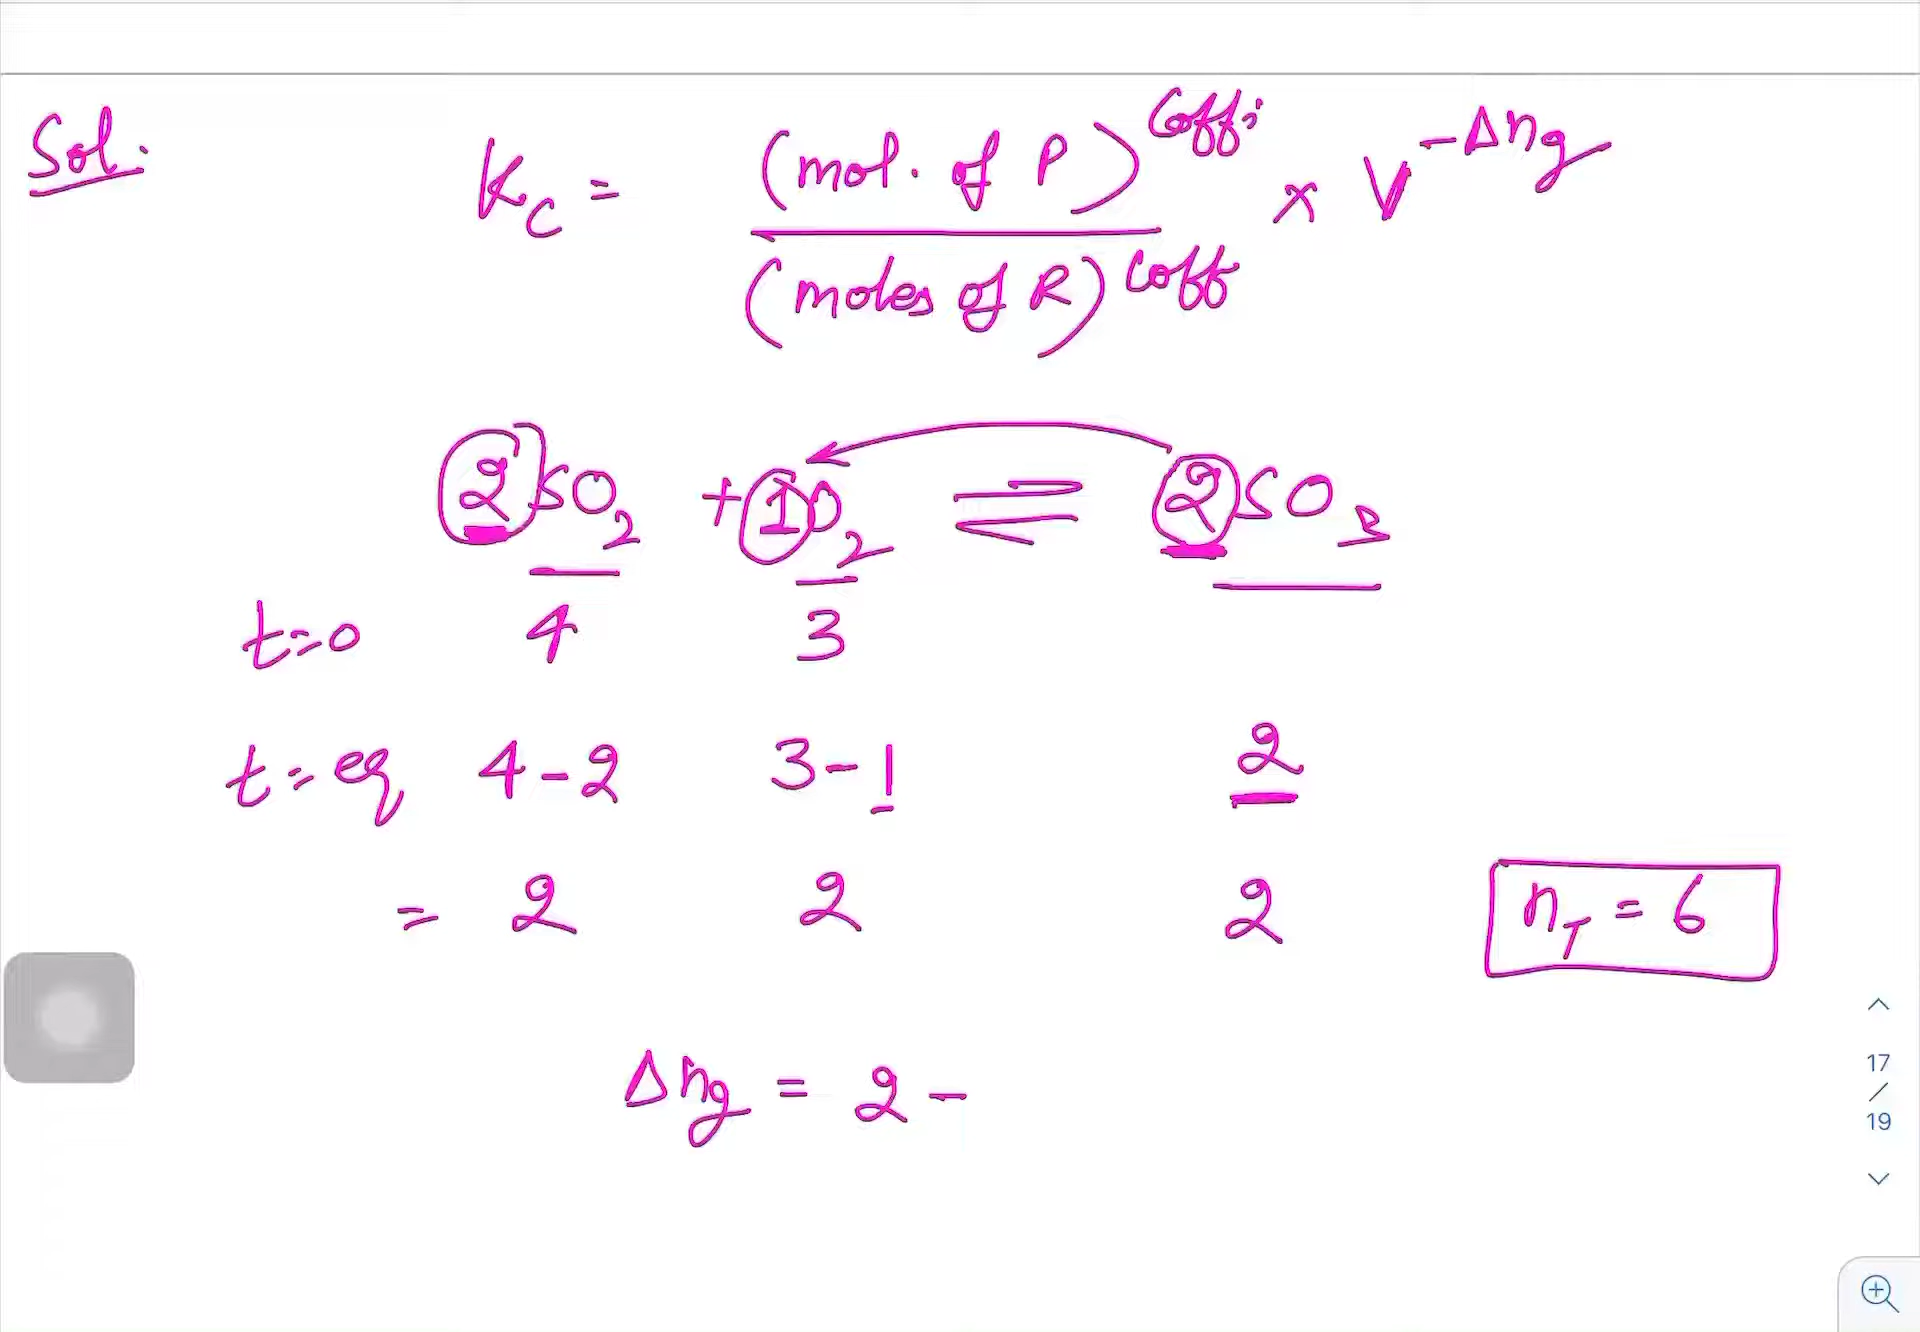 Sol.
Kc = (mol. of P)^Coff. / (moles of R)^Coff × V^-Δng
2SO2 + 1O2 ⇌ 2SO3
t=0 4 3
t=eq 4-2 3-1 2
= 2 2 2 nT = 6
Δng = 2 -
17
/
19